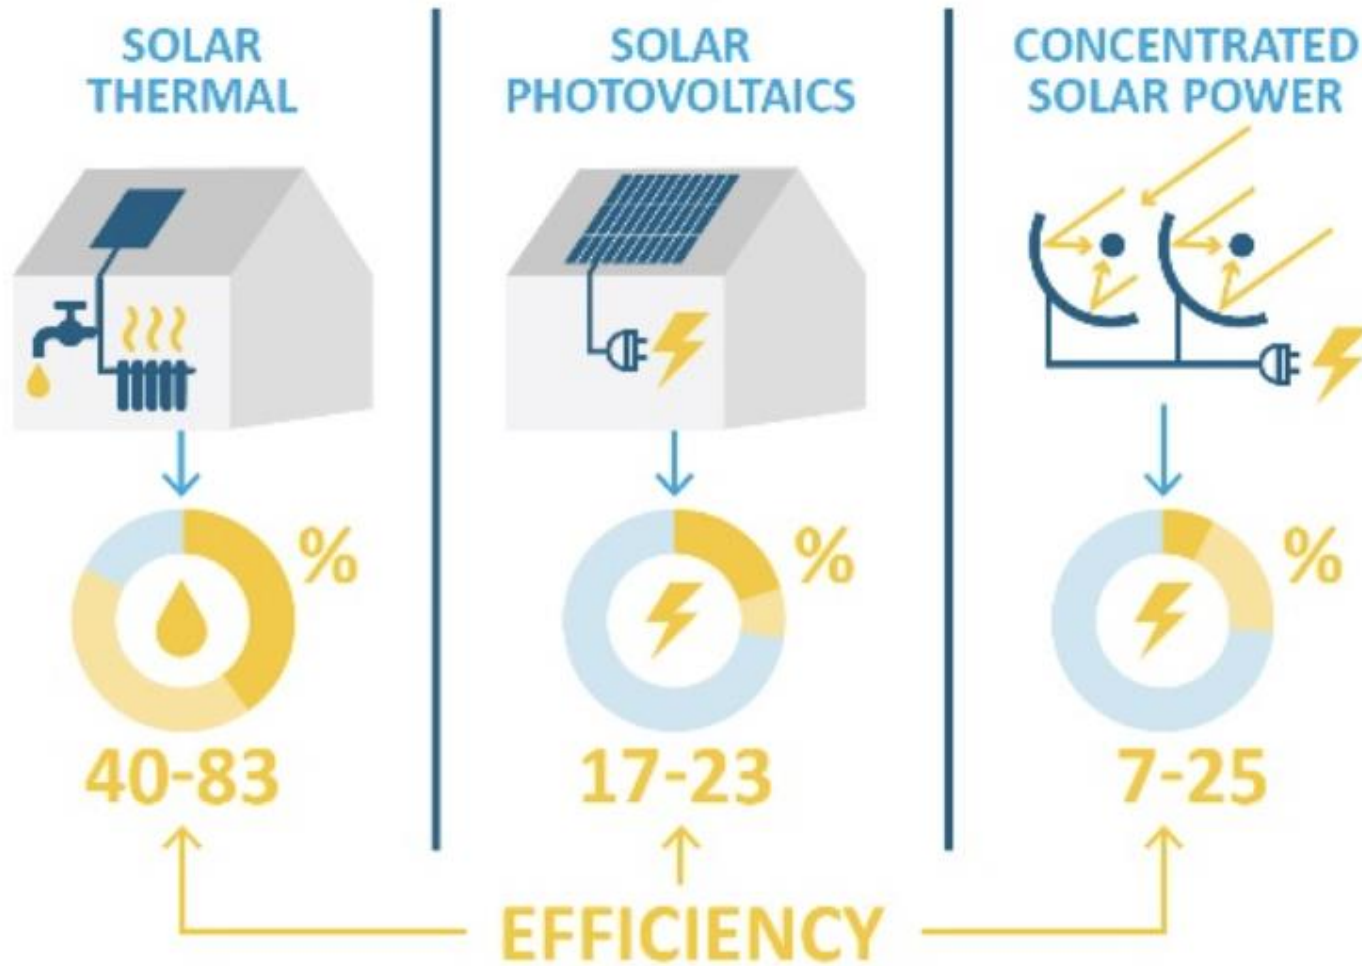 SOLAR
THERMAL
SOLAR
PHOTOVOLTAICS
CONCENTRATED
SOLAR POWER
%
40-83
%
17-23
%
7-25
EFFICIENCY